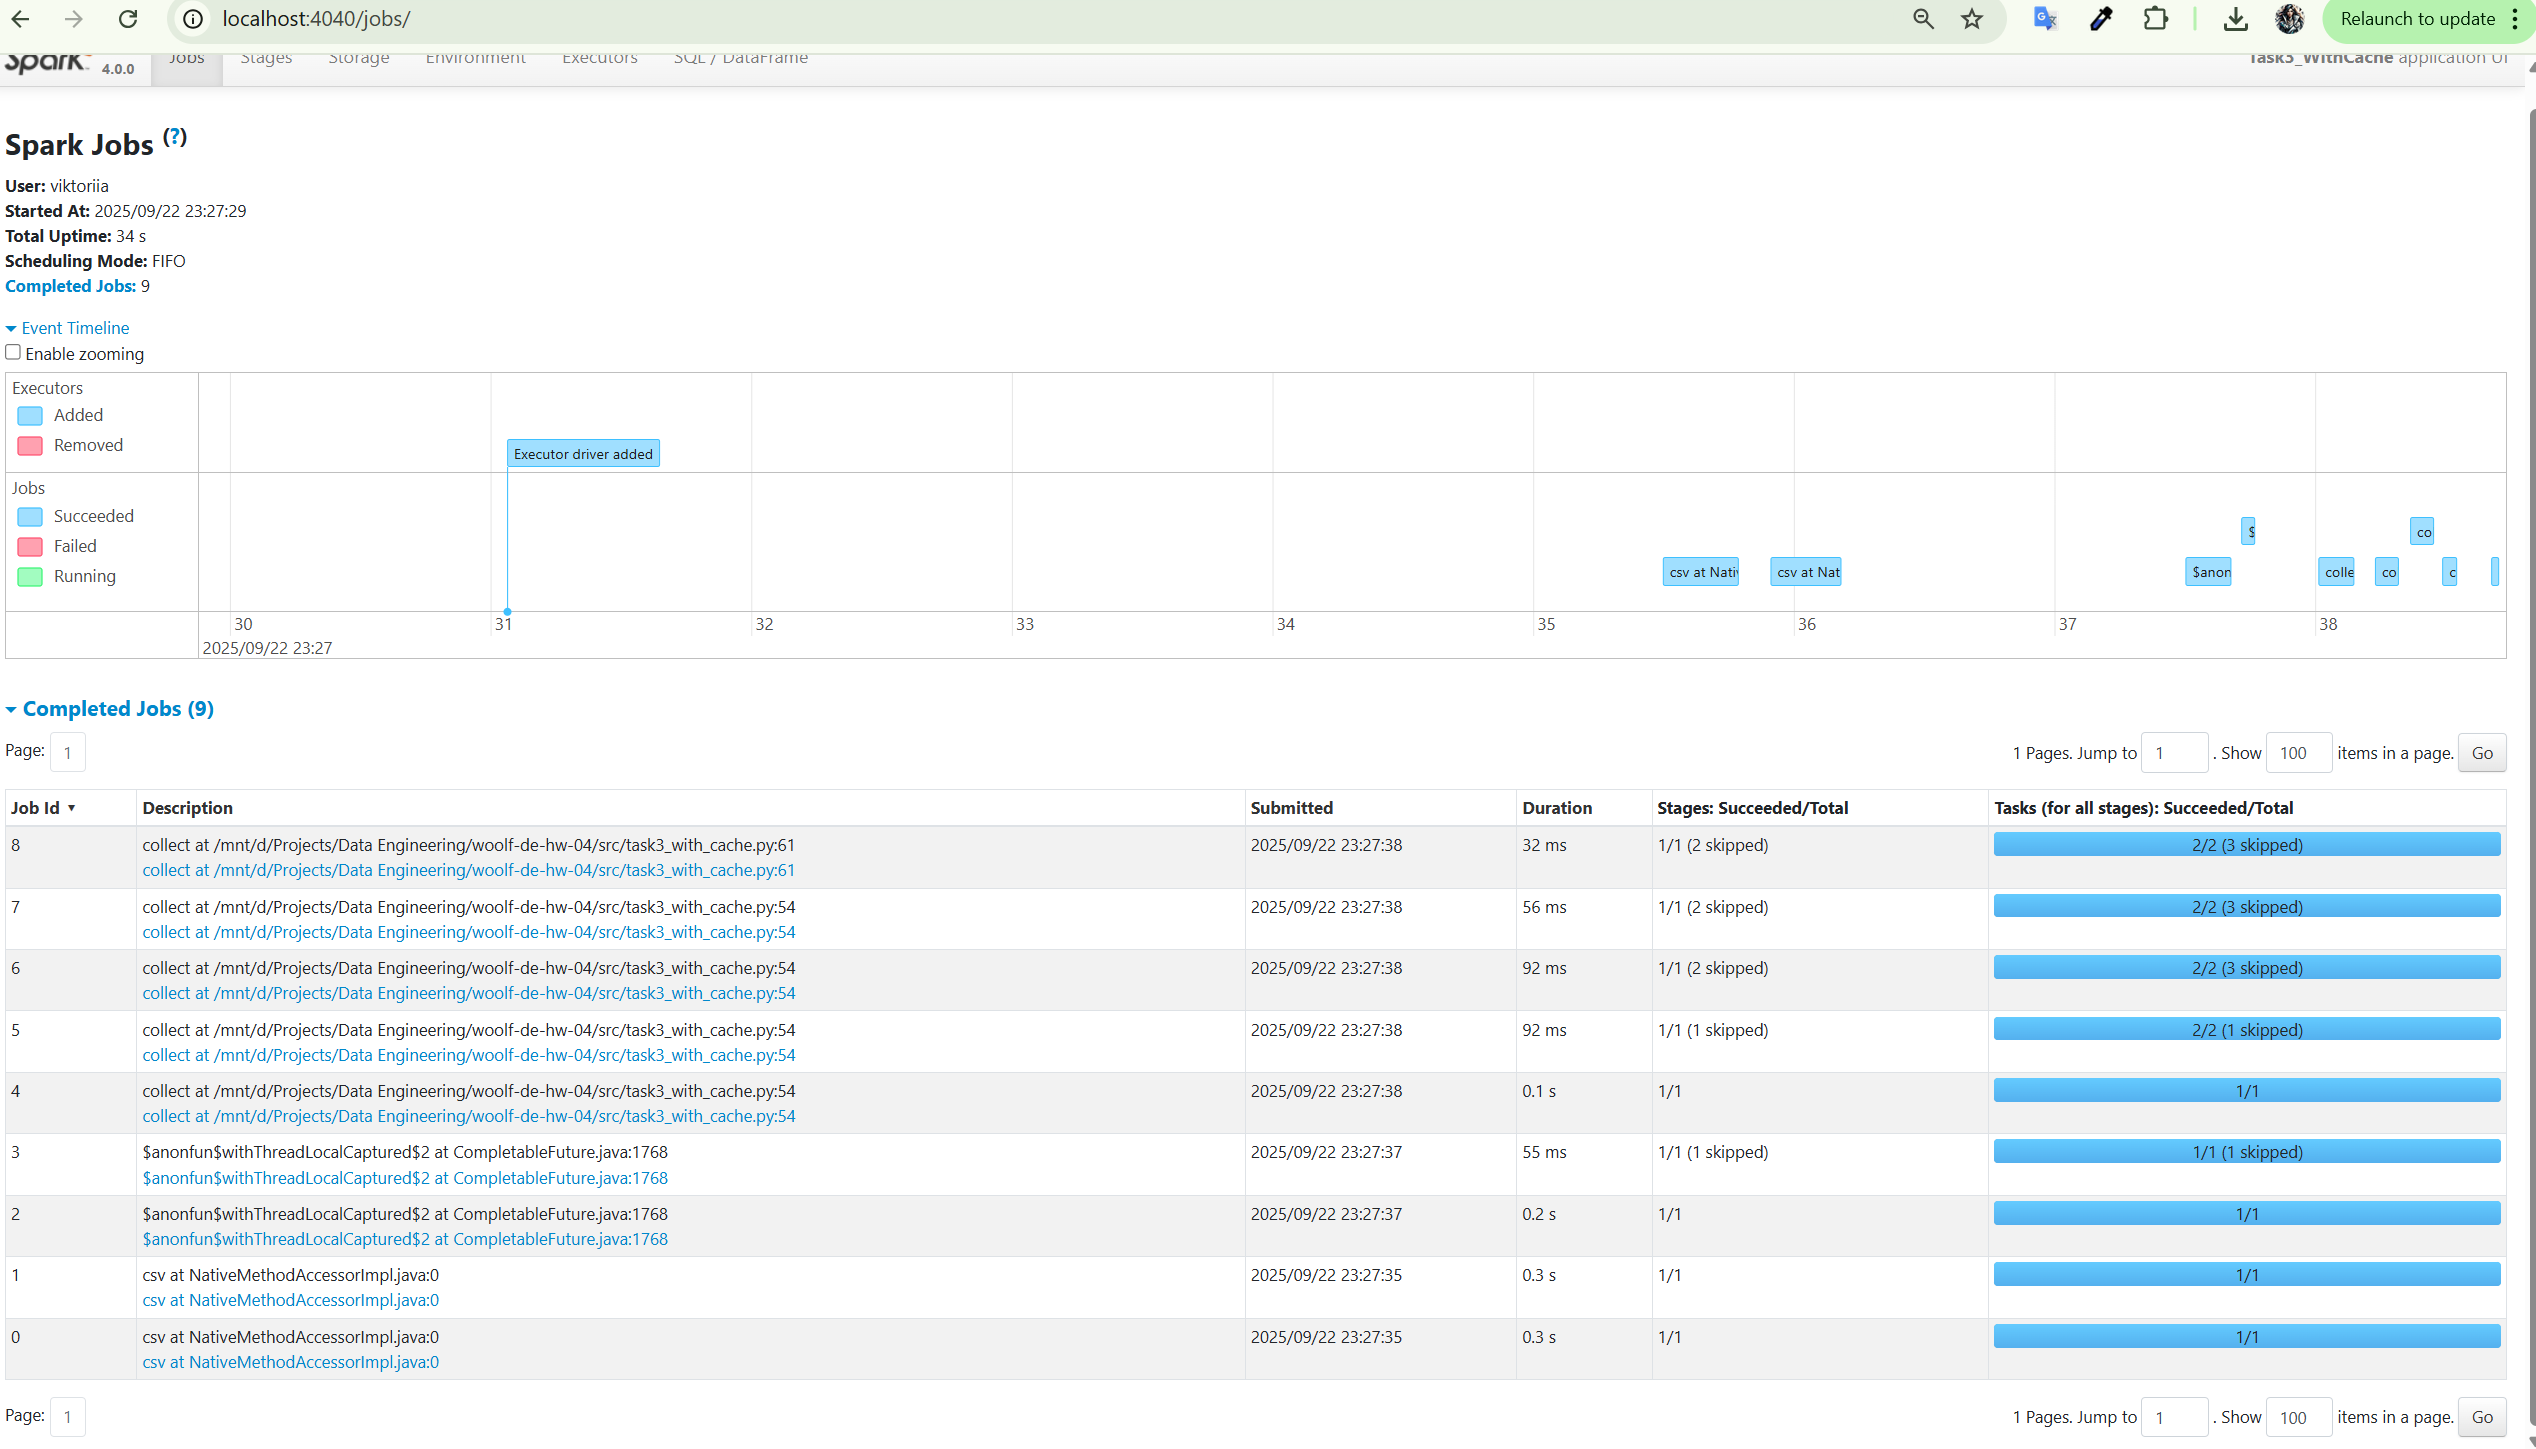 localhost:4040/jobs/
Relaunch to update
Spark 4.0.0 Jobs Stages Storage Environment Executors SQL / DataFrame Task3_WithCache application UI
Spark Jobs (?)
User: viktoriia
Started At: 2025/09/22 23:27:29
Total Uptime: 34 s
Scheduling Mode: FIFO
Completed Jobs: 9
Event Timeline
Enable zooming
Executors
Added
Removed
Executor driver added
Jobs
Succeeded
Failed
Running
$
co
csv at Nativ
csv at Nat
$anon
colle
co
c
30 31 32 33 34 35 36 37 38
2025/09/22 23:27
Completed Jobs (9)
Page: 1
1 Pages. Jump to 1 . Show 100 items in a page. Go
Job Id ▾ Description Submitted Duration Stages: Succeeded/Total Tasks (for all stages): Succeeded/Total
8 collect at /mnt/d/Projects/Data Engineering/woolf-de-hw-04/src/task3_with_cache.py:61 2025/09/22 23:27:38 32 ms 1/1 (2 skipped) 2/2 (3 skipped)
collect at /mnt/d/Projects/Data Engineering/woolf-de-hw-04/src/task3_with_cache.py:61
7 collect at /mnt/d/Projects/Data Engineering/woolf-de-hw-04/src/task3_with_cache.py:54 2025/09/22 23:27:38 56 ms 1/1 (2 skipped) 2/2 (3 skipped)
collect at /mnt/d/Projects/Data Engineering/woolf-de-hw-04/src/task3_with_cache.py:54
6 collect at /mnt/d/Projects/Data Engineering/woolf-de-hw-04/src/task3_with_cache.py:54 2025/09/22 23:27:38 92 ms 1/1 (2 skipped) 2/2 (3 skipped)
collect at /mnt/d/Projects/Data Engineering/woolf-de-hw-04/src/task3_with_cache.py:54
5 collect at /mnt/d/Projects/Data Engineering/woolf-de-hw-04/src/task3_with_cache.py:54 2025/09/22 23:27:38 92 ms 1/1 (1 skipped) 2/2 (1 skipped)
collect at /mnt/d/Projects/Data Engineering/woolf-de-hw-04/src/task3_with_cache.py:54
4 collect at /mnt/d/Projects/Data Engineering/woolf-de-hw-04/src/task3_with_cache.py:54 2025/09/22 23:27:38 0.1 s 1/1 1/1
collect at /mnt/d/Projects/Data Engineering/woolf-de-hw-04/src/task3_with_cache.py:54
3 $anonfun$withThreadLocalCaptured$2 at CompletableFuture.java:1768 2025/09/22 23:27:37 55 ms 1/1 (1 skipped) 1/1 (1 skipped)
$anonfun$withThreadLocalCaptured$2 at CompletableFuture.java:1768
2 $anonfun$withThreadLocalCaptured$2 at CompletableFuture.java:1768 2025/09/22 23:27:37 0.2 s 1/1 1/1
$anonfun$withThreadLocalCaptured$2 at CompletableFuture.java:1768
1 csv at NativeMethodAccessorImpl.java:0 2025/09/22 23:27:35 0.3 s 1/1 1/1
csv at NativeMethodAccessorImpl.java:0
0 csv at NativeMethodAccessorImpl.java:0 2025/09/22 23:27:35 0.3 s 1/1 1/1
csv at NativeMethodAccessorImpl.java:0
Page: 1
1 Pages. Jump to 1 . Show 100 items in a page. Go